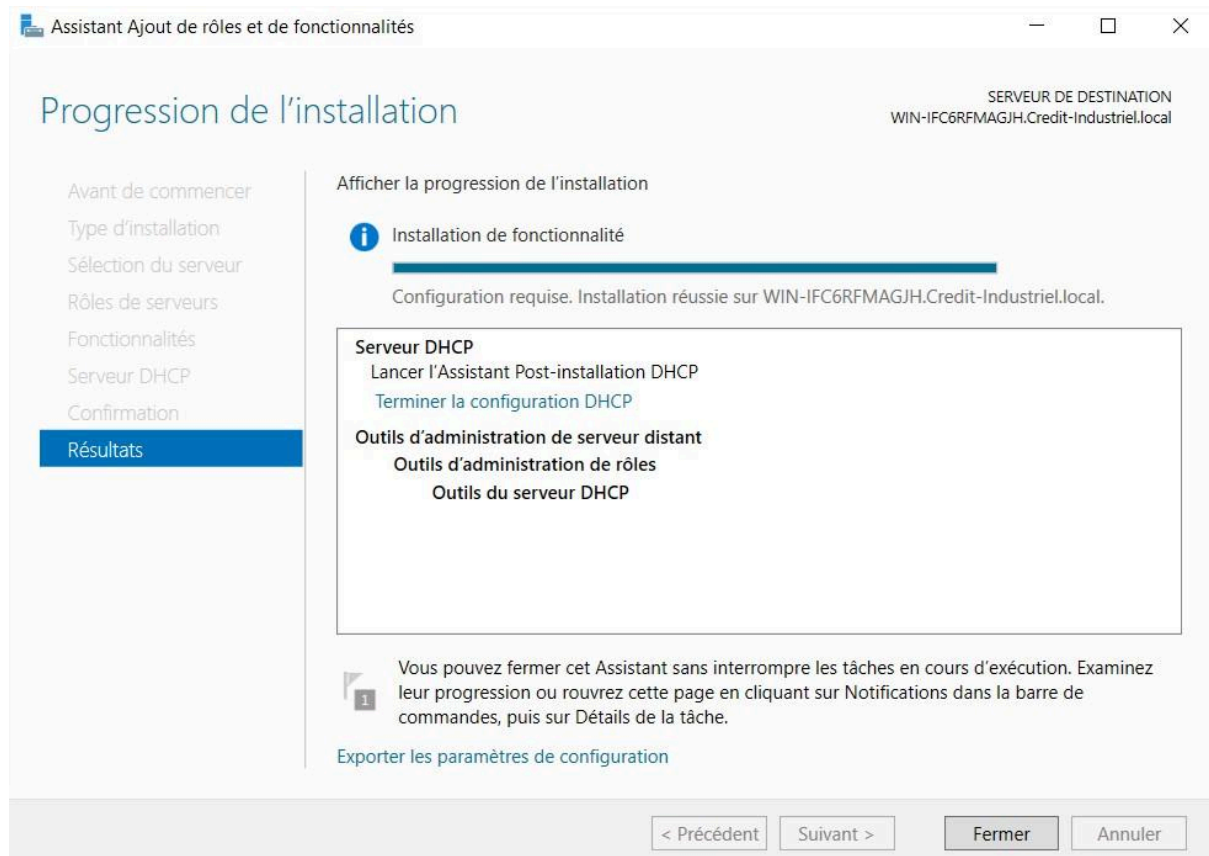 Assistant Ajout de rôles et de fonctionnalités
Progression de l'installation
SERVEUR DE DESTINATION
WIN-IFC6RFMAGJH.Credit-Industriel.local
Avant de commencer
Type d'installation
Sélection du serveur
Rôles de serveurs
Fonctionnalités
Serveur DHCP
Confirmation
Résultats
Afficher la progression de l'installation
Installation de fonctionnalité
Configuration requise. Installation réussie sur WIN-IFC6RFMAGJH.Credit-Industriel.local.
Serveur DHCP
Lancer l'Assistant Post-installation DHCP
Terminer la configuration DHCP
Outils d'administration de serveur distant
Outils d'administration de rôles
Outils du serveur DHCP
1
Vous pouvez fermer cet Assistant sans interrompre les tâches en cours d'exécution. Examinez
leur progression ou rouvrez cette page en cliquant sur Notifications dans la barre de
commandes, puis sur Détails de la tâche.
Exporter les paramètres de configuration
< Précédent
Suivant >
Fermer
Annuler